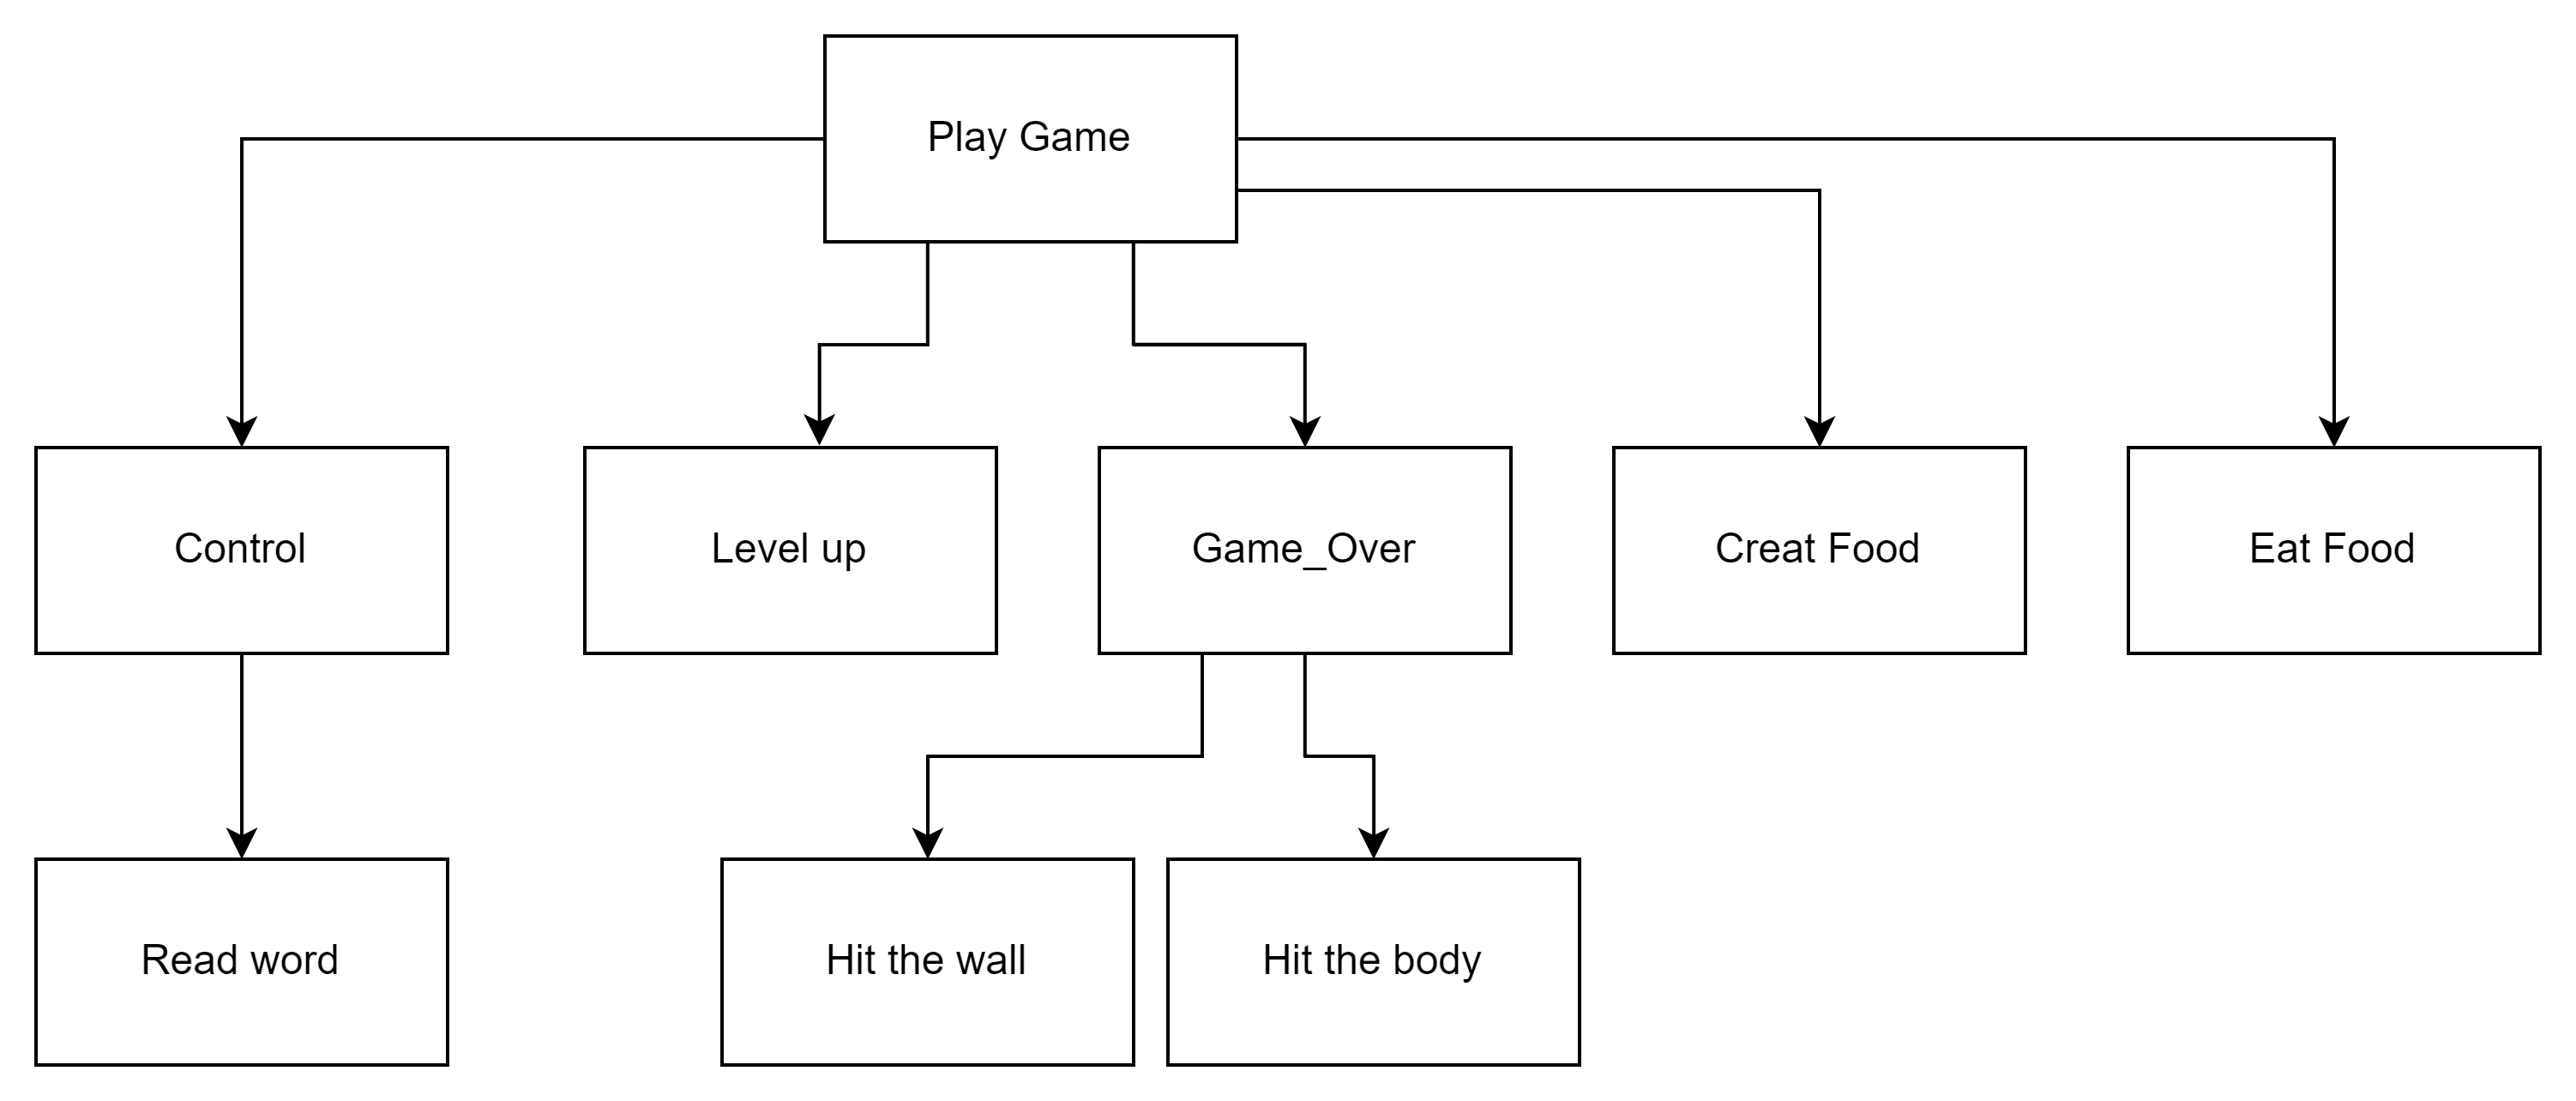 Play Game
Control
Level up
Game_Over
Creat Food
Eat Food
Read word
Hit the wall
Hit the body